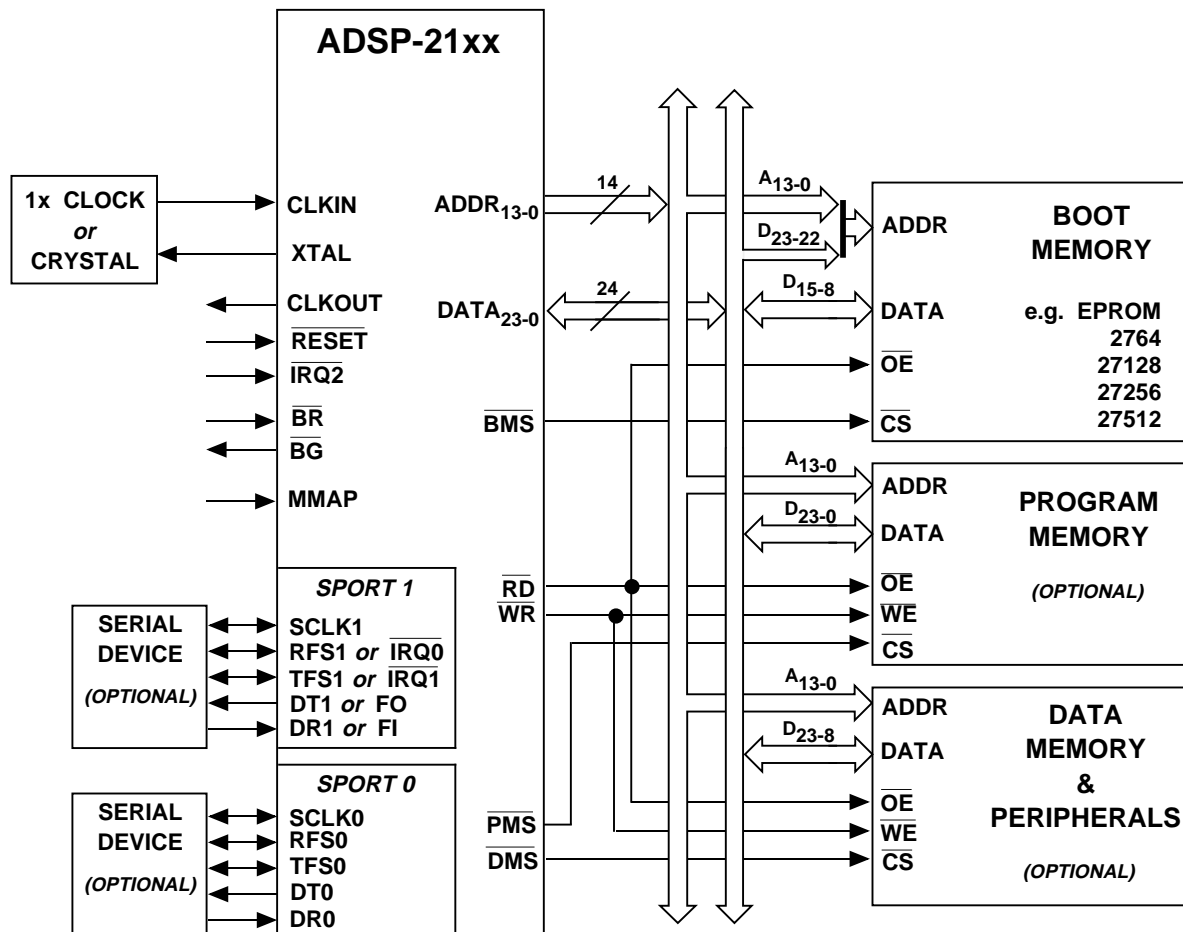 ADSP-21xx
1x CLOCK
or
CRYSTAL
CLKIN
XTAL
CLKOUT
RESET
IRQ2
BR
BG
MMAP
ADDR13-0
DATA23-0
BMS
RD
WR
PMS
DMS
14
24
SPORT 1
SCLK1
RFS1 or IRQ0
TFS1 or IRQ1
DT1 or FO
DR1 or FI
SERIAL
DEVICE
(OPTIONAL)
SPORT 0
SCLK0
RFS0
TFS0
DT0
DR0
SERIAL
DEVICE
(OPTIONAL)
A13-0
D23-22
D15-8
ADDR
DATA
OE
CS
BOOT
MEMORY
e.g. EPROM
2764
27128
27256
27512
A13-0
D23-0
ADDR
DATA
OE
WE
CS
PROGRAM
MEMORY
(OPTIONAL)
A13-0
D23-8
ADDR
DATA
OE
WE
CS
DATA
MEMORY
&
PERIPHERALS
(OPTIONAL)